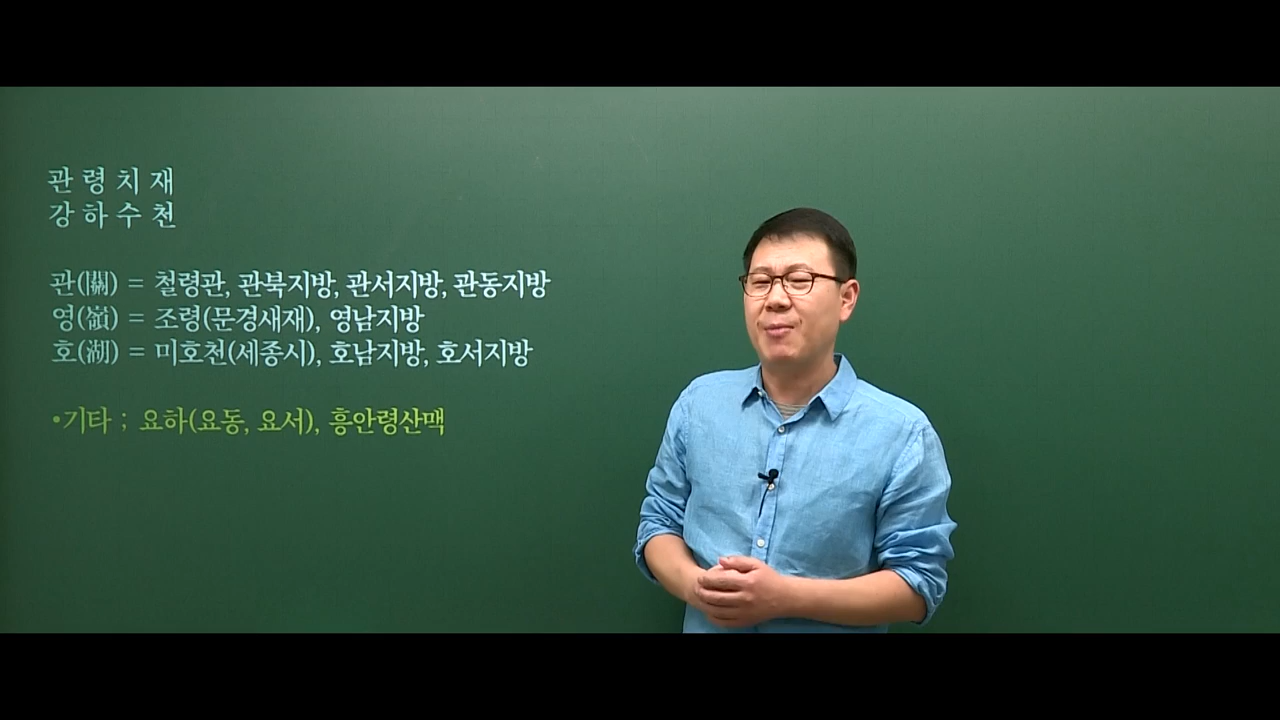 관 령 치 재
강 하 수 천
관(關) = 철령관, 관북지방, 관서지방, 관동지방
영(嶺) = 조령(문경새재), 영남지방
호(湖) = 미호천(세종시), 호남지방, 호서지방
•기타 ; 요하(요동, 요서), 흥안령산맥